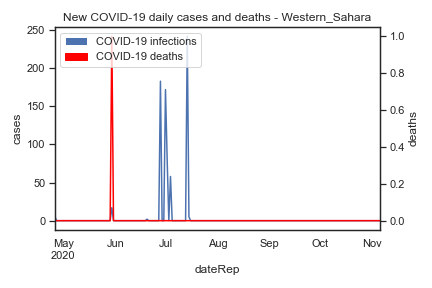 New COVID-19 daily cases and deaths - Western_Sahara
COVID-19 infections
COVID-19 deaths
250
200
150
100
50
0
cases
1.0
0.8
0.6
0.4
0.2
0.0
deaths
May Jun Jul Aug Sep Oct Nov
2020
dateRep